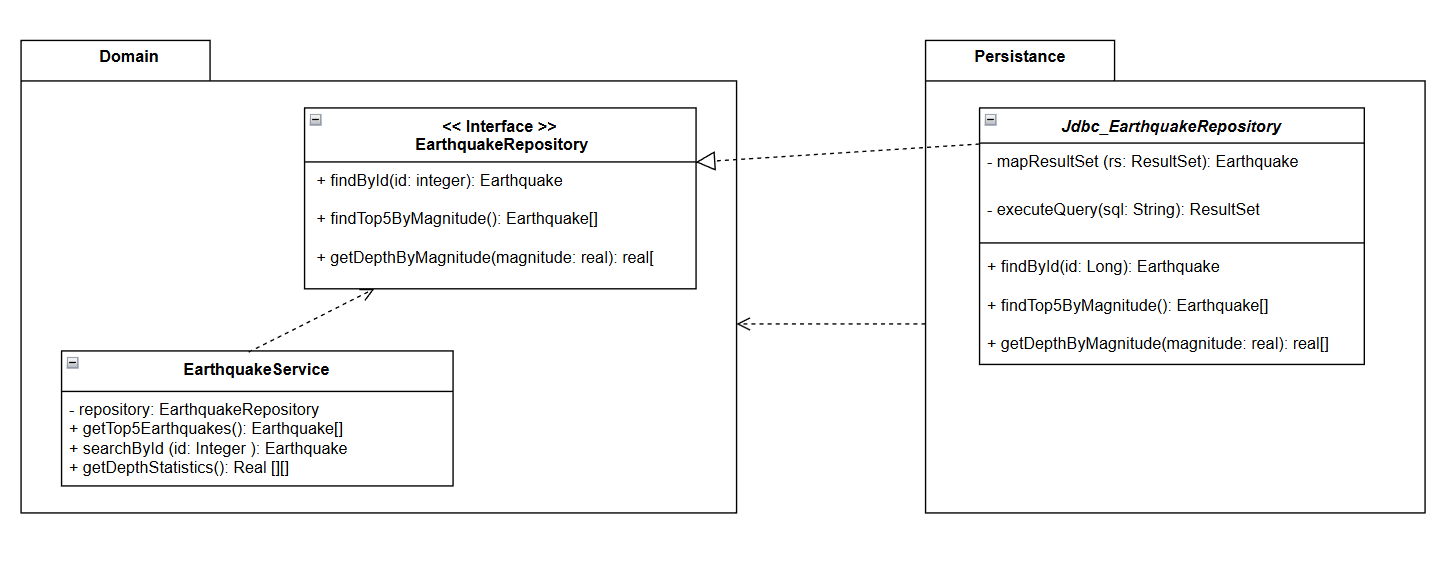 Domain
<< Interface >>
EarthquakeRepository
+ findById(id: integer): Earthquake
+ findTop5ByMagnitude(): Earthquake[]
+ getDepthByMagnitude(magnitude: real): real[
EarthquakeService
- repository: EarthquakeRepository
+ getTop5Earthquakes(): Earthquake[]
+ searchById (id: Integer ): Earthquake
+ getDepthStatistics(): Real [][]
Persistance
Jdbc_EarthquakeRepository
- mapResultSet (rs: ResultSet): Earthquake
- executeQuery(sql: String): ResultSet
+ findById(id: Long): Earthquake
+ findTop5ByMagnitude(): Earthquake[]
+ getDepthByMagnitude(magnitude: real): real[]